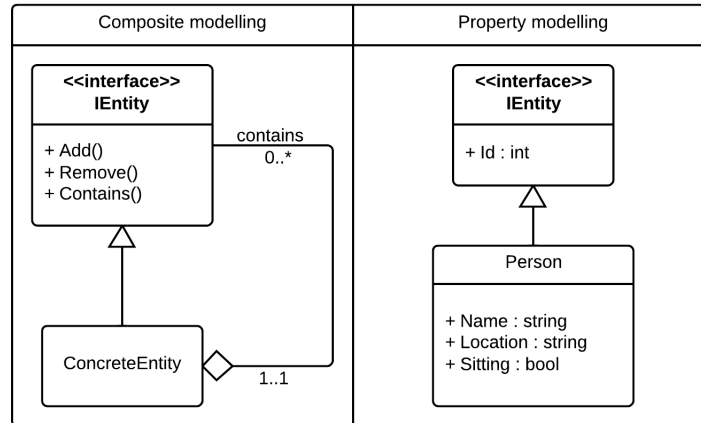 Composite modelling
<<interface>>
IEntity
+ Add()
+ Remove()
+ Contains()
contains
0..*
ConcreteEntity
1..1
Property modelling
<<interface>>
IEntity
+ Id : int
Person
+ Name : string
+ Location : string
+ Sitting : bool